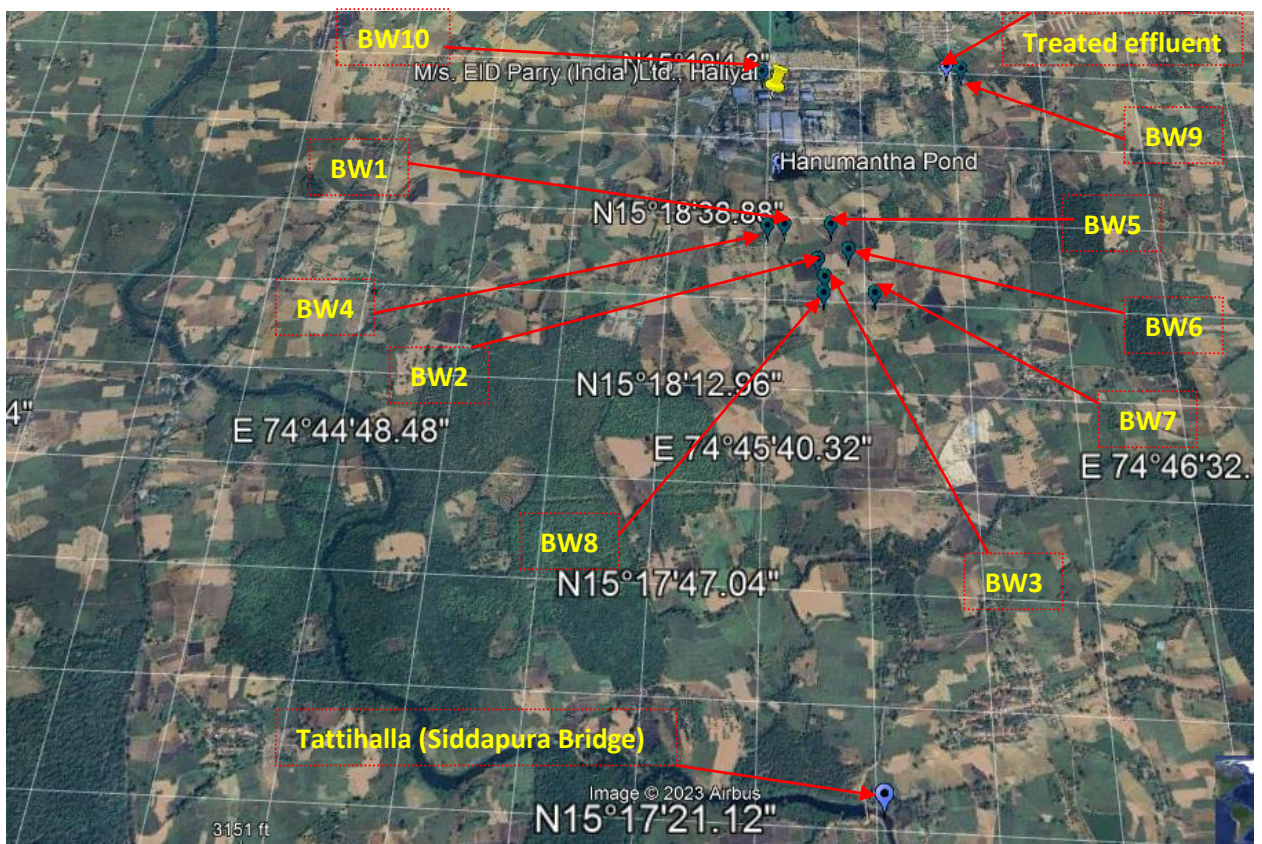 BW10
N15°19'4.8"
Treated effluent
M/s. EID Parry (India )Ltd., Haliyal
BW9
BW1
Hanumantha Pond
N15°18'38.88"
BW5
BW4
BW6
BW2
N15°18'12.96"
BW7
4"
E 74°44'48.48"
E 74°45'40.32"
E 74°46'32.
BW8
N15°17'47.04"
BW3
Tattihalla (Siddapura Bridge)
Image © 2023 Airbus
N15°17'21.12"
3151 ft